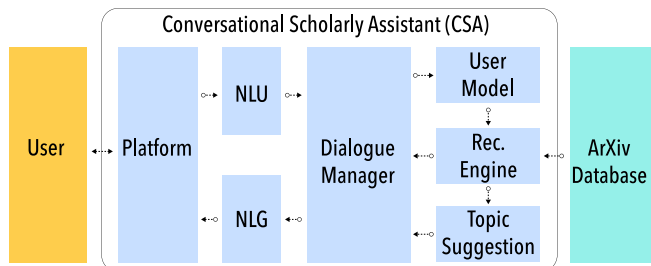 Conversational Scholarly Assistant (CSA)
User
Platform
NLU
NLG
Dialogue
Manager
User
Model
Rec.
Engine
Topic
Suggestion
ArXiv
Database